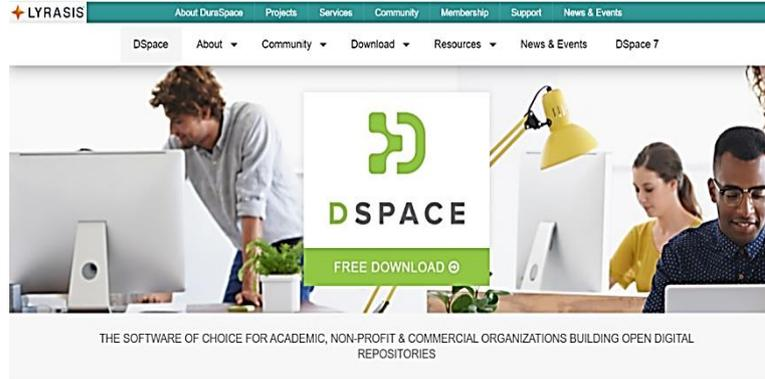 LYRASIS
About DuraSpace Projects Services Community Membership Support News & Events
DSpace About Community Download Resources News & Events DSpace 7
DSPACE
FREE DOWNLOAD
THE SOFTWARE OF CHOICE FOR ACADEMIC, NON-PROFIT & COMMERCIAL ORGANIZATIONS BUILDING OPEN DIGITAL
REPOSITORIES